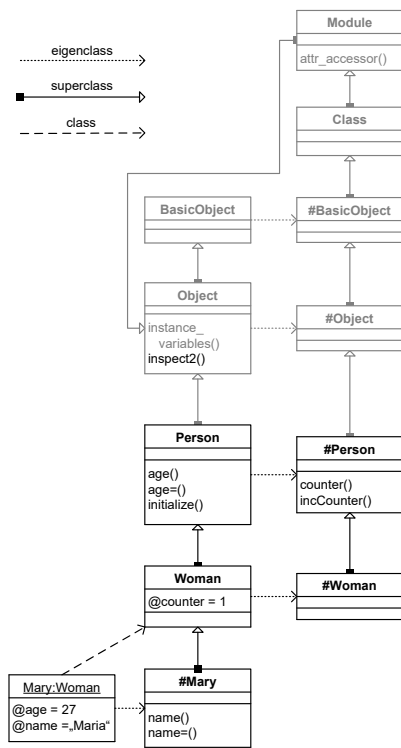 eigenclass
superclass
class
Module
attr_accessor()
Class
BasicObject
#BasicObject
Object
instance_
variables()
inspect2()
#Object
Person
age()
age=()
initialize()
#Person
counter()
incCounter()
Woman
@counter = 1
#Woman
Mary:Woman
@age = 27
@name =„Maria“
#Mary
name()
name=()